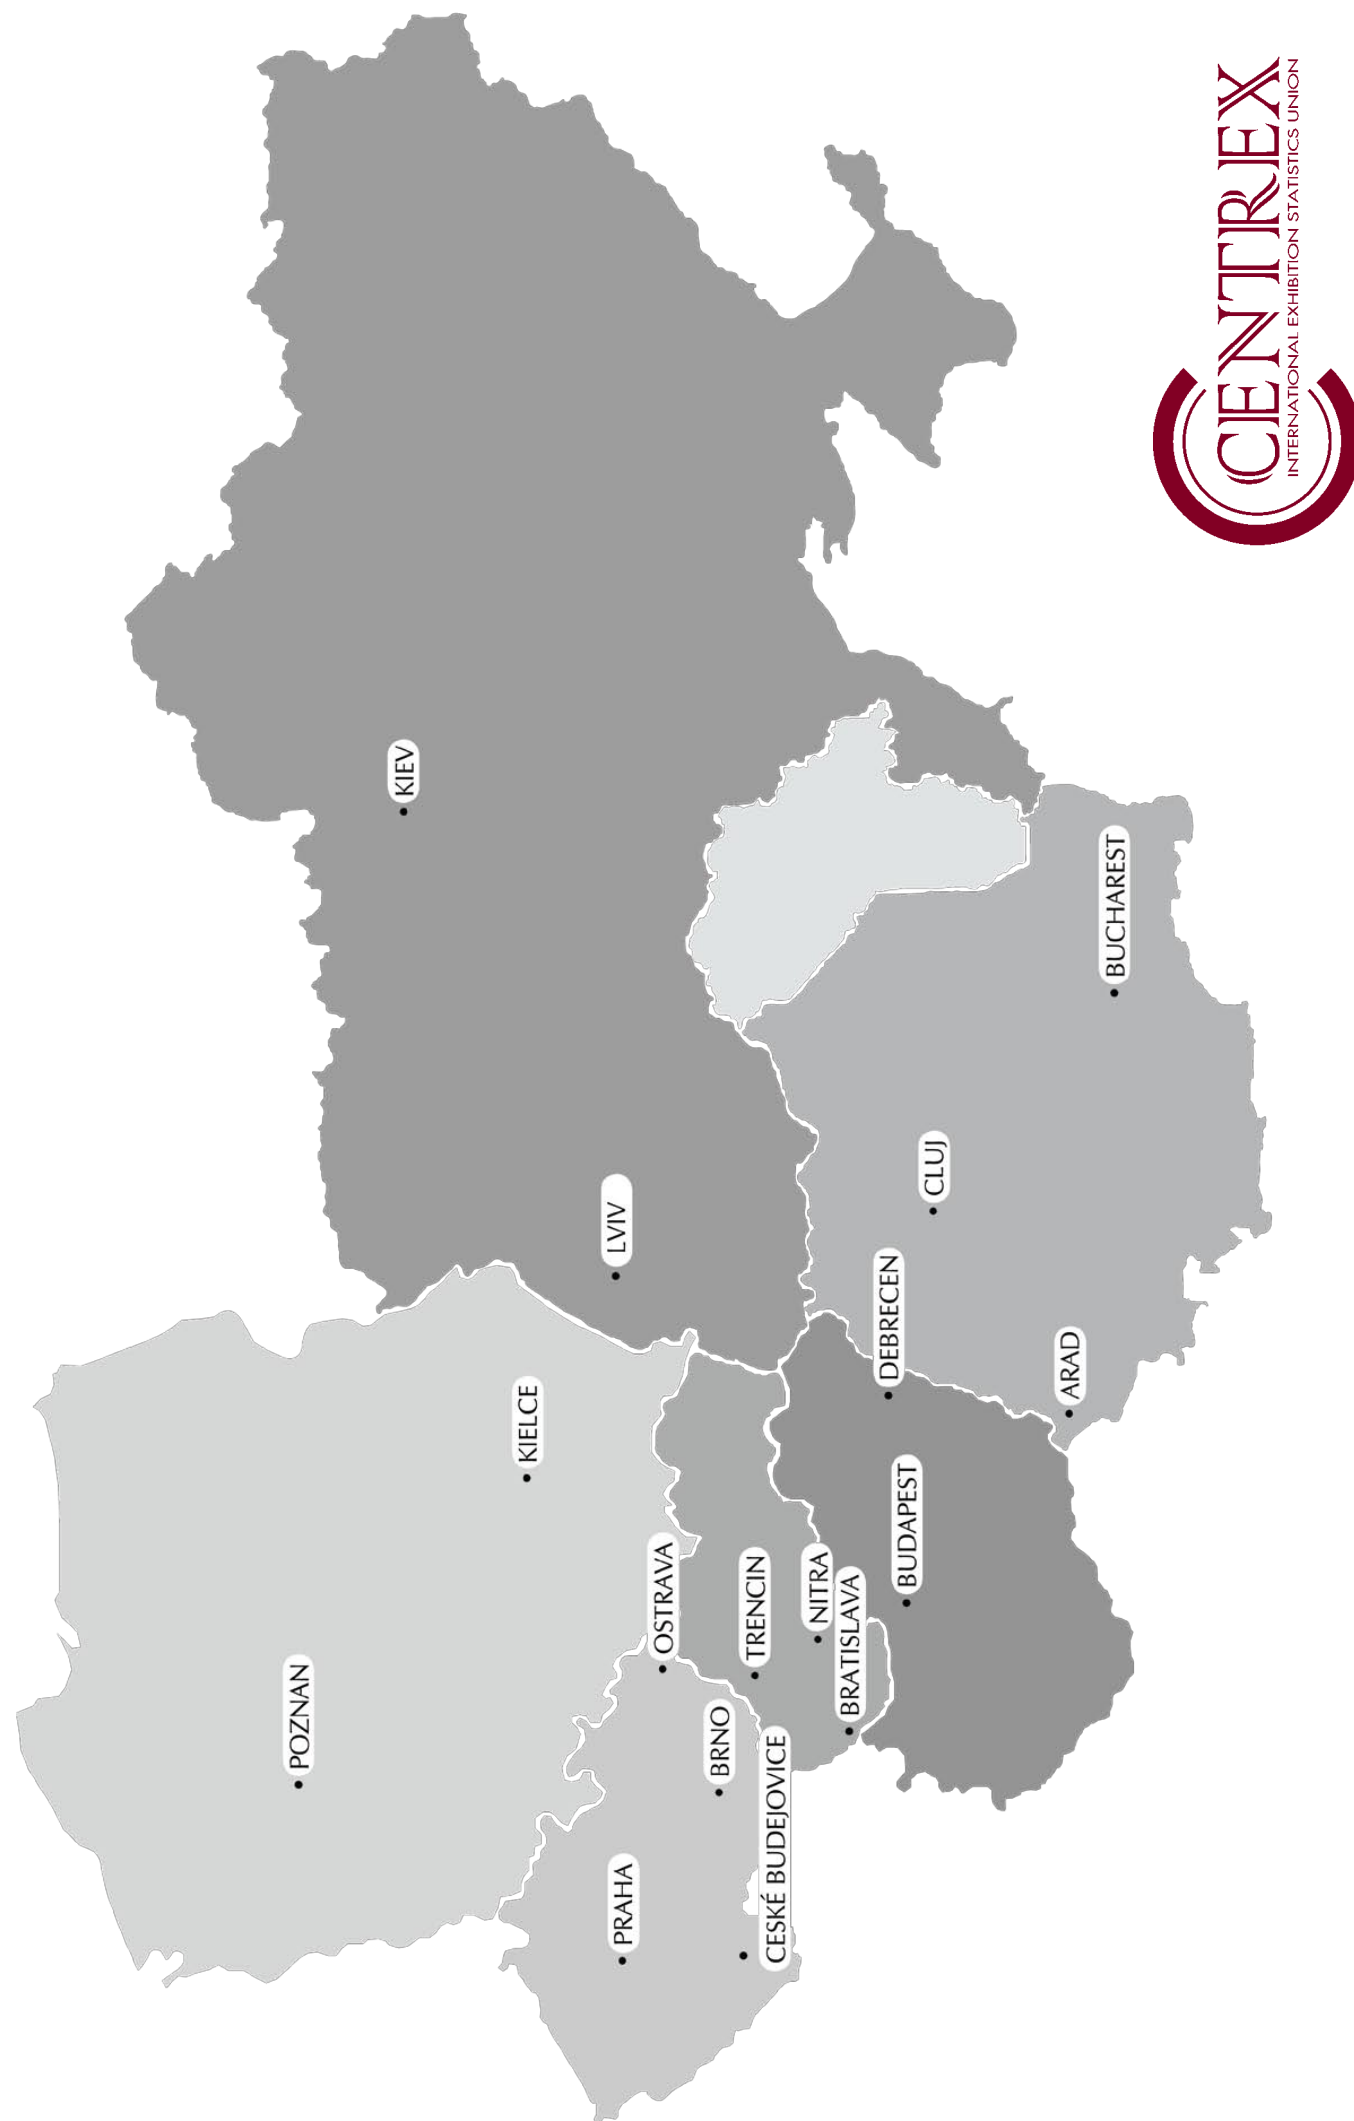 POZNAN
KIEV
KIELCE
PRAHA
LVIV
OSTRAVA
BRNO
TRENCIN
CESKÉ BUDEJOVICE
NITRA
BRATISLAVA
DEBRECEN
BUDAPEST
CLUJ
ARAD
BUCHAREST
CENTREX
INTERNATIONAL EXHIBITION STATISTICS UNION